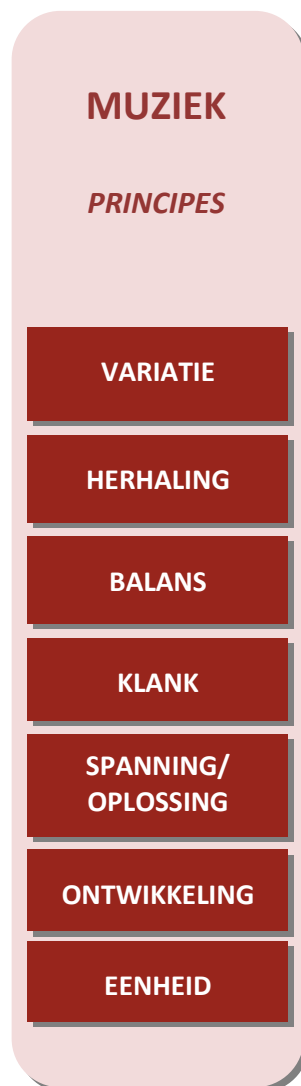 MUZIEK
PRINCIPES
VARIATIE
HERHALING
BALANS
KLANK
SPANNING/
OPLOSSING
ONTWIKKELING
EENHEID